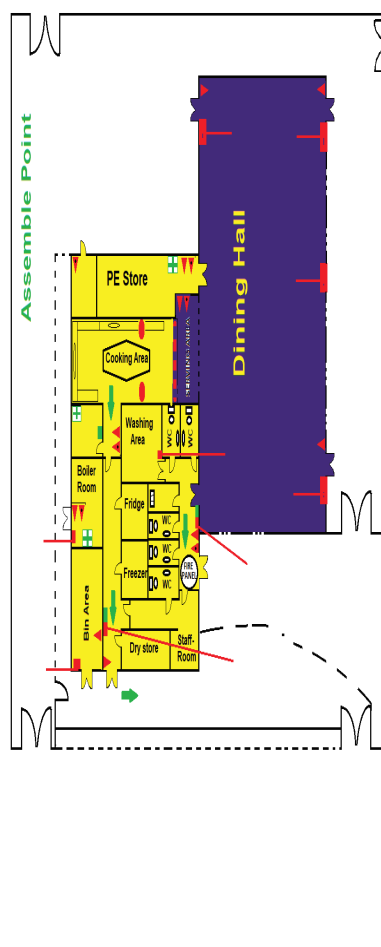 Assemble Point
Dining Hall
PE Store
Cooking Area
Washing
Area
WC
WC
Boiler
Room
Fridge
WC
WC
FIRE
PANEL
Freezer
WC
Bin Area
Dry store
Staff-
Room